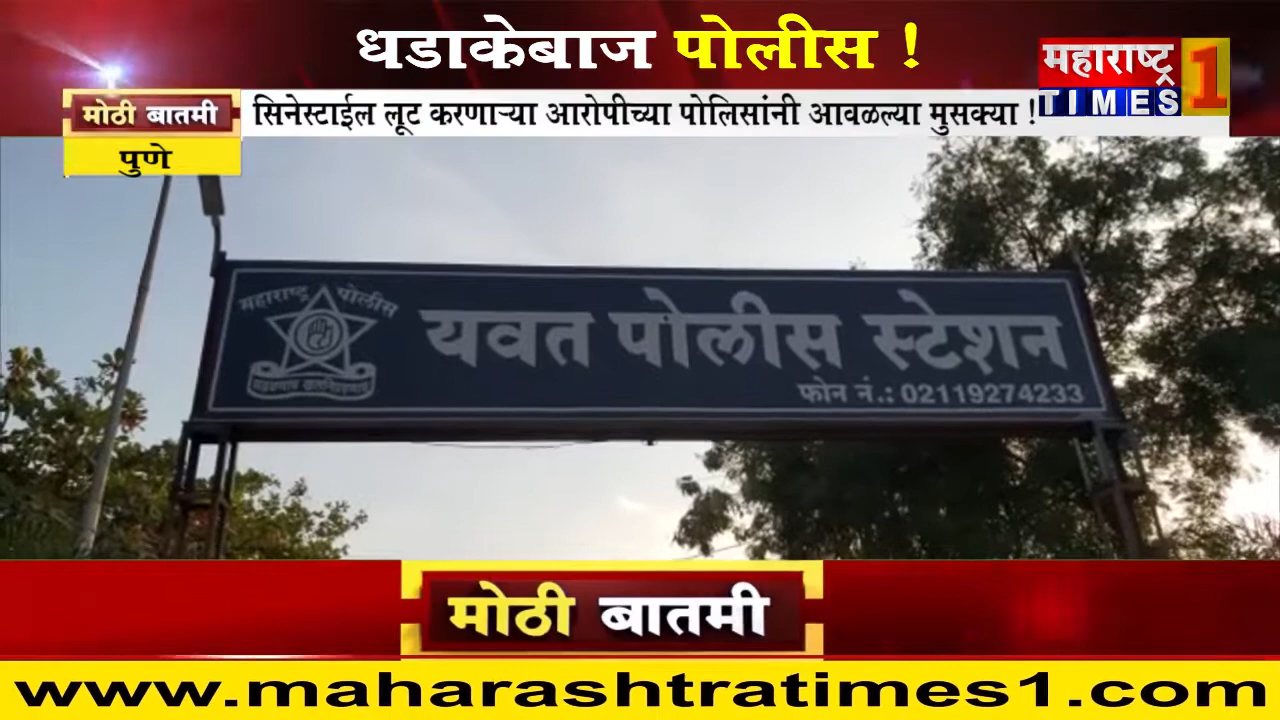 धडाकेबाज पोलीस !
महाराष्ट्र 1
TIMES
मोठी बातमी
सिनेस्टाईल लूट करणाऱ्या आरोपीच्या पोलिसांनी आवळल्या मुसक्या !
पुणे
महाराष्ट्र पोलीस
यवत पोलीस स्टेशन
फोन नं.: 02119274233
मोठी बातमी
www.maharashtratimes1.com